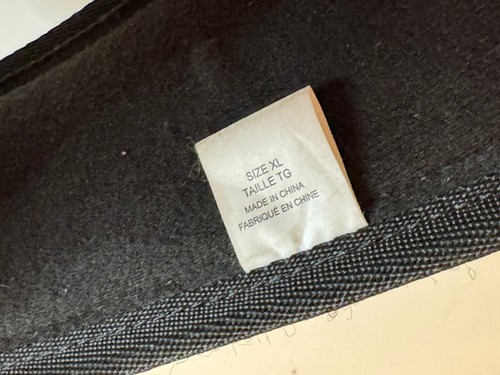 SIZE XL
TAILLE TG
MADE IN CHINA
FABRIQUÉ EN CHINE